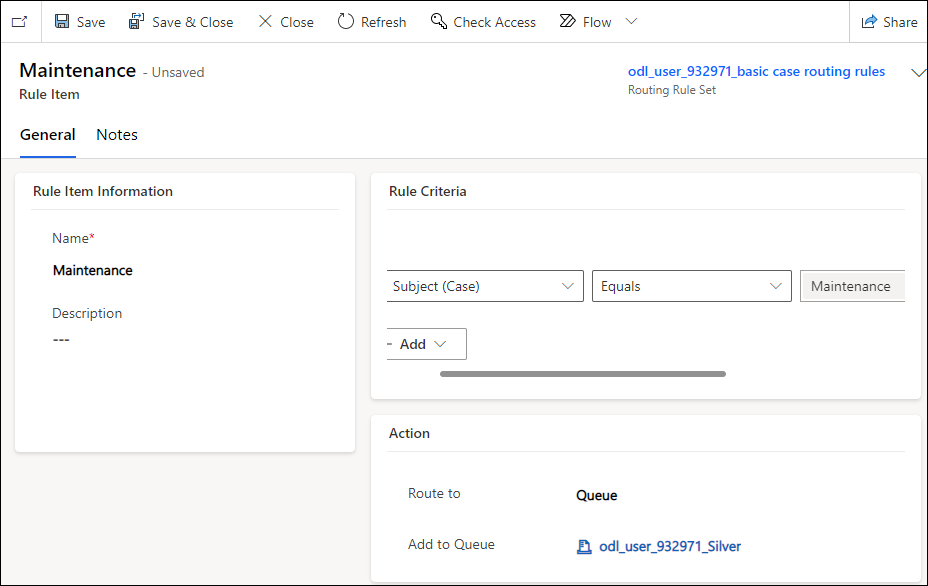 Save Save & Close Close Refresh Check Access Flow Share
Maintenance - Unsaved
Rule Item
odl_user_932971_basic case routing rules
Routing Rule Set
General Notes
Rule Item Information
Name*
Maintenance
Description
---
Rule Criteria
Subject (Case) Equals Maintenance
Add
Action
Route to Queue
Add to Queue odl_user_932971_Silver